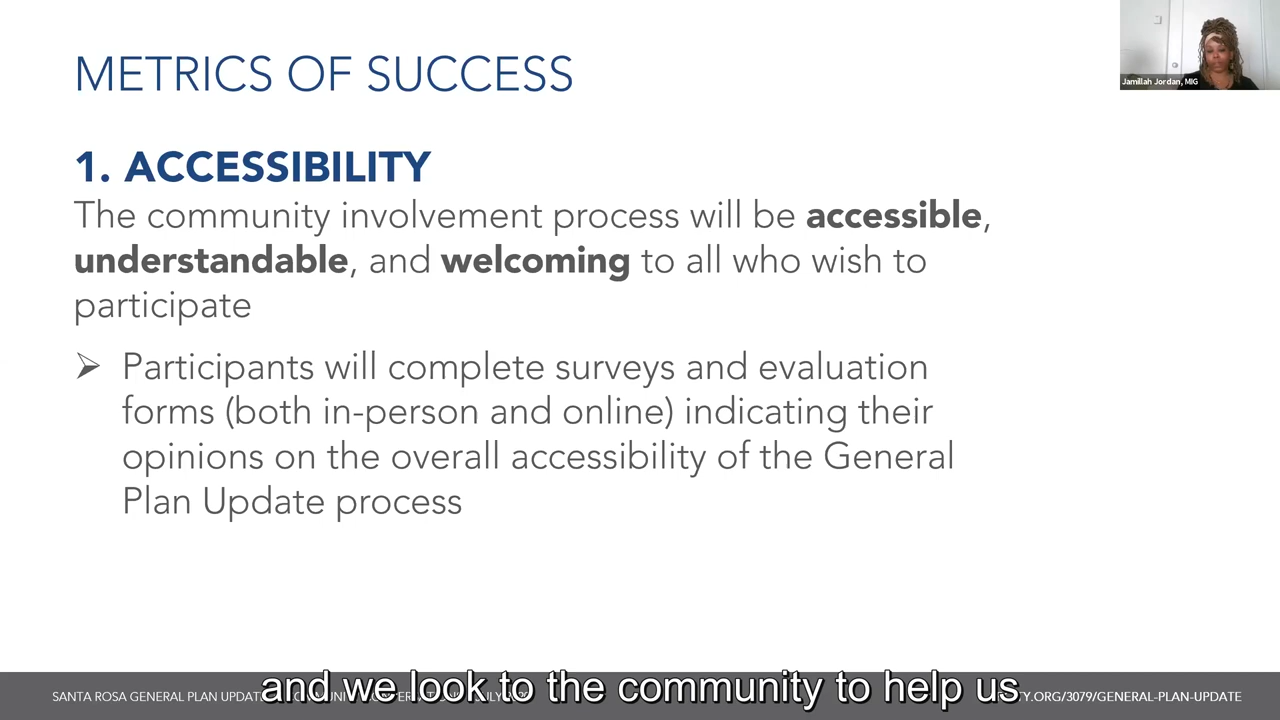 METRICS OF SUCCESS
Jamillah Jordan, MIG
1. ACCESSIBILITY
The community involvement process will be accessible,
understandable, and welcoming to all who wish to
participate
➢ Participants will complete surveys and evaluation
forms (both in-person and online) indicating their
opinions on the overall accessibility of the General
Plan Update process
and we look to the community to help us
SANTA ROSA GENERAL PLAN
.ORG/3079/GENERAL-PLAN-UPDATE